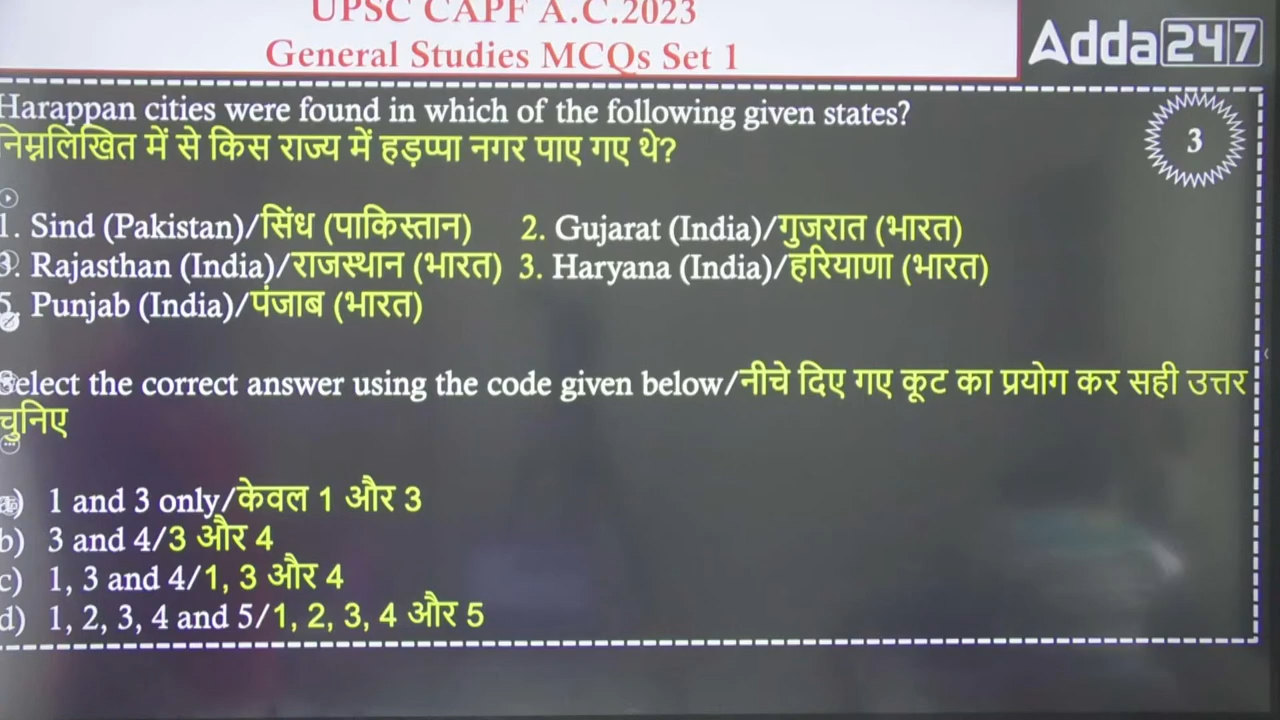 UPSC CAPF A.C.2023
General Studies MCQs Set 1
Adda247
Harappan cities were found in which of the following given states?
निम्नलिखित में से किस राज्य में हड़प्पा नगर पाए गए थे?
3
1. Sind (Pakistan)/सिंध (पाकिस्तान) 2. Gujarat (India)/गुजरात (भारत)
3. Rajasthan (India)/राजस्थान (भारत) 3. Haryana (India)/हरियाणा (भारत)
5. Punjab (India)/पंजाब (भारत)
Select the correct answer using the code given below/नीचे दिए गए कूट का प्रयोग कर सही उत्तर
चुनिए
a) 1 and 3 only/केवल 1 और 3
b) 3 and 4/3 और 4
c) 1, 3 and 4/1, 3 और 4
d) 1, 2, 3, 4 and 5/1, 2, 3, 4 और 5